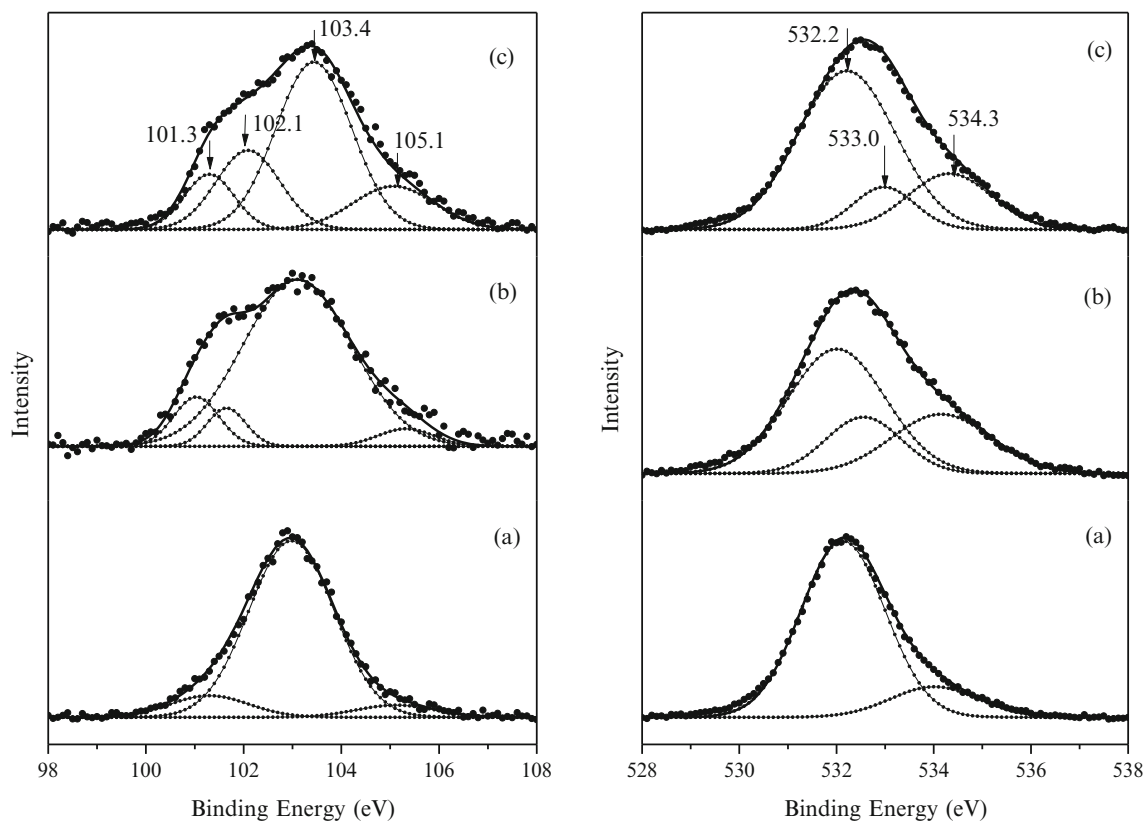 103.4
(c)
101.3
102.1
105.1
(b)
(a)
Intensity
98
100
102
104
106
108
Binding Energy (eV)
532.2
(c)
533.0
534.3
(b)
(a)
Intensity
528
530
532
534
536
538
Binding Energy (eV)